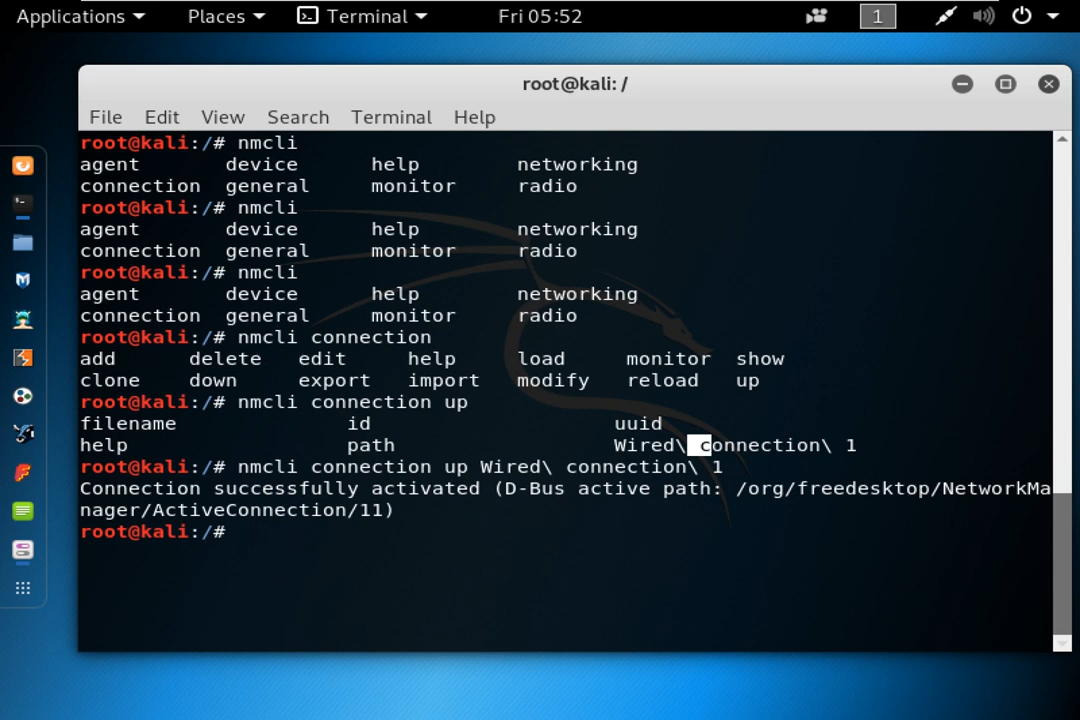 Applications Places Terminal Fri 05:52 1
root@kali: /
File Edit View Search Terminal Help
root@kali:/# nmcli
agent device help networking
connection general monitor radio
root@kali:/# nmcli
agent device help networking
connection general monitor radio
root@kali:/# nmcli
agent device help networking
connection general monitor radio
root@kali:/# nmcli connection
add delete edit help load monitor show
clone down export import modify reload up
root@kali:/# nmcli connection up
filename id uuid
help path Wired\ connection\ 1
root@kali:/# nmcli connection up Wired\ connection\ 1
Connection successfully activated (D-Bus active path: /org/freedesktop/NetworkMa
nager/ActiveConnection/11)
root@kali:/#